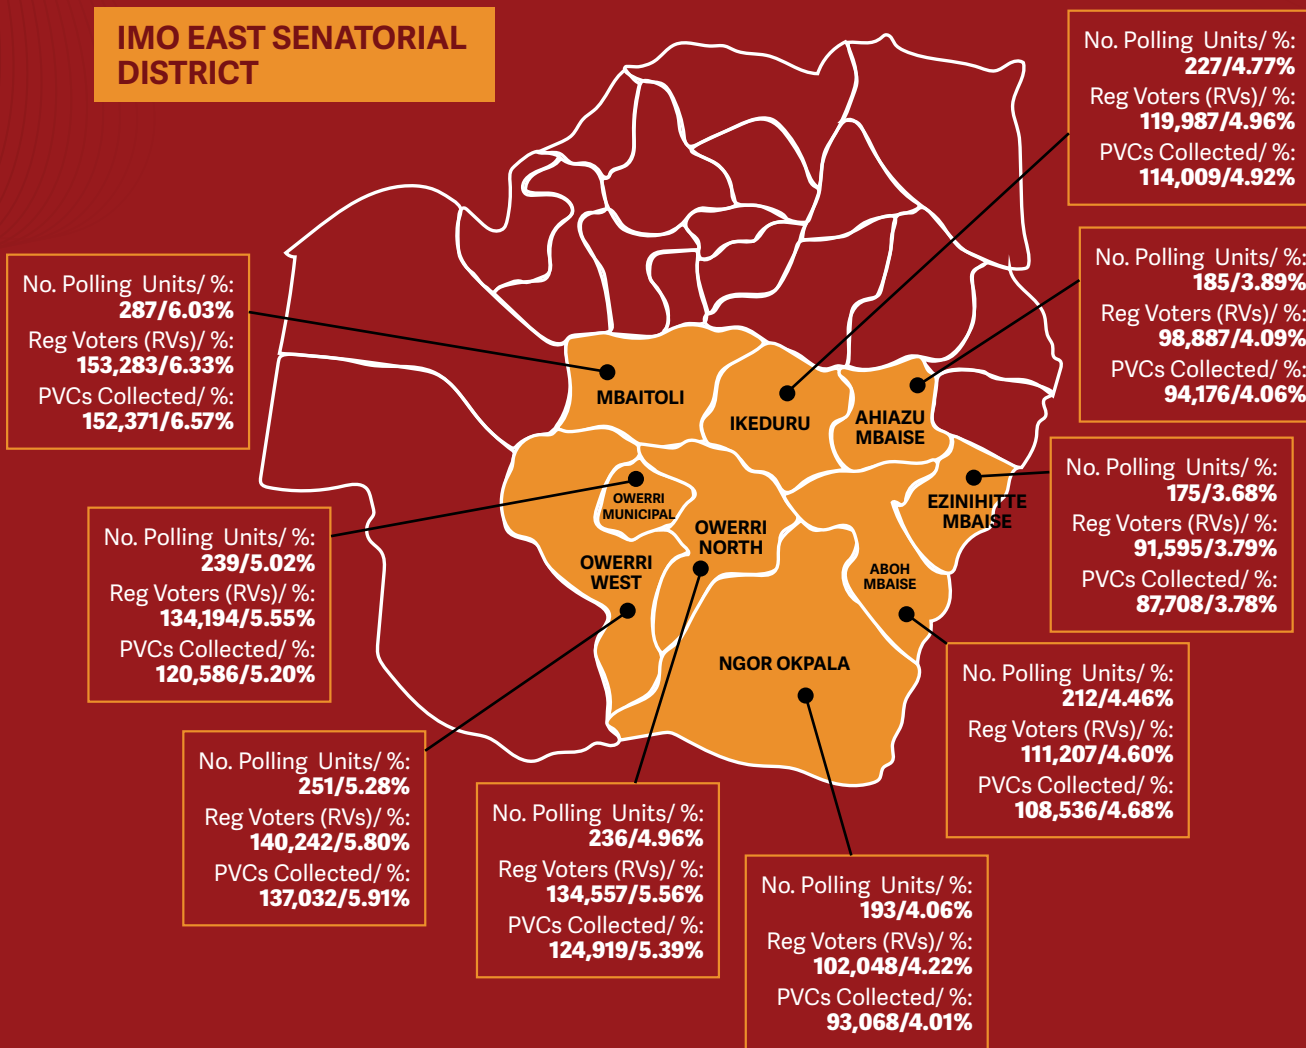 IMO EAST SENATORIAL
DISTRICT
No. Polling Units/ %:
227/4.77%
Reg Voters (RVs)/ %:
119,987/4.96%
PVCs Collected/ %:
114,009/4.92%
No. Polling Units/ %:
185/3.89%
Reg Voters (RVs)/ %:
98,887/4.09%
PVCs Collected/ %:
94,176/4.06%
No. Polling Units/ %:
287/6.03%
Reg Voters (RVs)/ %:
153,283/6.33%
PVCs Collected/ %:
152,371/6.57%
MBAITOLI
IKEDURU
AHIAZU
MBAISE
No. Polling Units/ %:
175/3.68%
Reg Voters (RVs)/ %:
91,595/3.79%
PVCs Collected/ %:
87,708/3.78%
EZINIHITTE
MBAISE
OWERRI
MUNICIPAL
OWERRI
NORTH
OWERRI
WEST
ABOH
MBAISE
NGOR OKPALA
No. Polling Units/ %:
239/5.02%
Reg Voters (RVs)/ %:
134,194/5.55%
PVCs Collected/ %:
120,586/5.20%
No. Polling Units/ %:
212/4.46%
Reg Voters (RVs)/ %:
111,207/4.60%
PVCs Collected/ %:
108,536/4.68%
No. Polling Units/ %:
251/5.28%
Reg Voters (RVs)/ %:
140,242/5.80%
PVCs Collected/ %:
137,032/5.91%
No. Polling Units/ %:
236/4.96%
Reg Voters (RVs)/ %:
134,557/5.56%
PVCs Collected/ %:
124,919/5.39%
No. Polling Units/ %:
193/4.06%
Reg Voters (RVs)/ %:
102,048/4.22%
PVCs Collected/ %:
93,068/4.01%